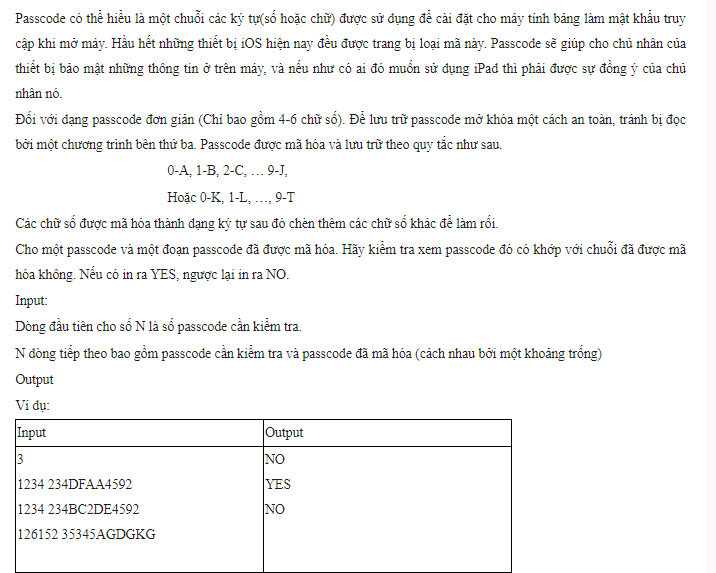 Passcode có thể hiểu là một chuỗi các ký tự(số hoặc chữ) được sử dụng để cài đặt cho máy tính bảng làm mật khẩu truy
cập khi mở máy. Hầu hết những thiết bị iOS hiện nay đều được trang bị loại mã này. Passcode sẽ giúp cho chủ nhân của
thiết bị bảo mật những thông tin ở trên máy, và nếu như có ai đó muốn sử dụng iPad thì phải được sự đồng ý của chủ
nhân nó.
Đối với dạng passcode đơn giản (Chỉ bao gồm 4-6 chữ số). Để lưu trữ passcode mở khóa một cách an toàn, tránh bị đọc
bởi một chương trình bên thứ ba. Passcode được mã hóa và lưu trữ theo quy tắc như sau.
0-A, 1-B, 2-C, … 9-J,
Hoặc 0-K, 1-L, …, 9-T
Các chữ số được mã hóa thành dạng ký tự sau đó chèn thêm các chữ số khác để làm rối.
Cho một passcode và một đoạn passcode đã được mã hóa. Hãy kiểm tra xem passcode đó có khớp với chuỗi đã được mã
hóa không. Nếu có in ra YES, ngược lại in ra NO.
Input:
Dòng đầu tiên cho số N là số passcode cần kiểm tra.
N dòng tiếp theo bao gồm passcode cần kiểm tra và passcode đã mã hóa (cách nhau bởi một khoảng trống)
Output
Ví dụ:
Input Output
3 NO
1234 234DFAA4592 YES
1234 234BC2DE4592 NO
126152 35345AGDGKG